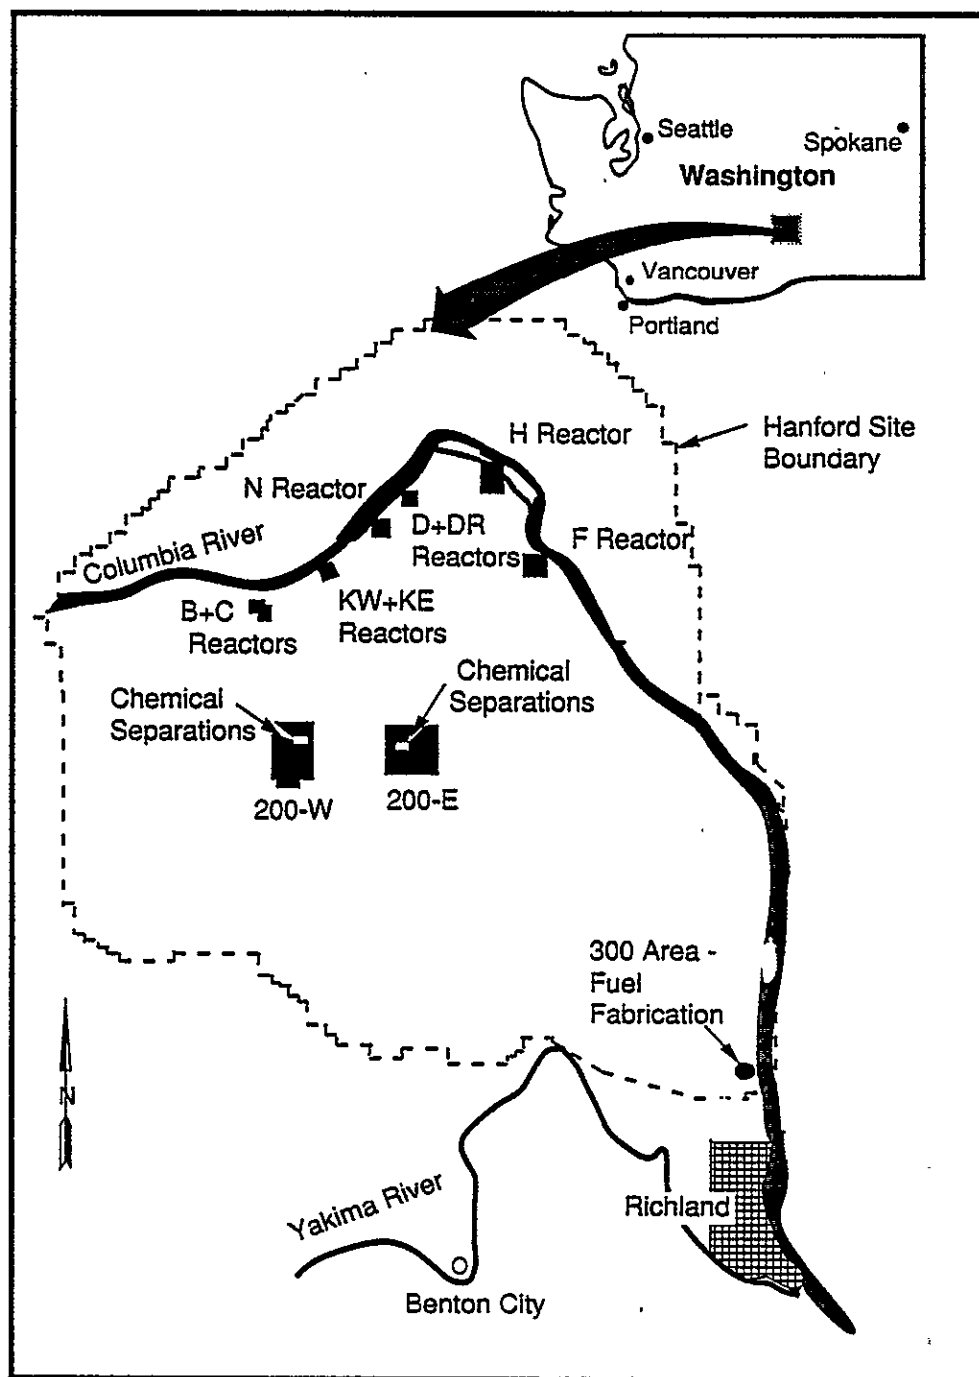 Seattle
Spokane
Washington
Vancouver
Portland
H Reactor
Hanford Site
Boundary
N Reactor
D+DR
Reactors
F Reactor
Columbia River
B+C
Reactors
KW+KE
Reactors
Chemical
Separations
Chemical
Separations
200-W
200-E
300 Area -
Fuel
Fabrication
N
Yakima River
Richland
Benton City